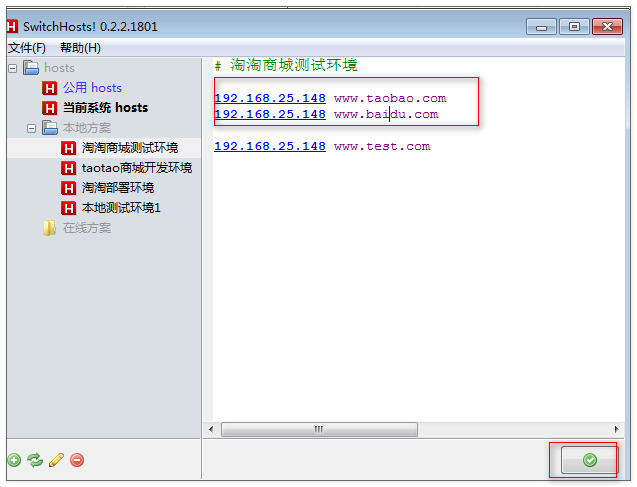 SwitchHosts! 0.2.2.1801
文件(F) 帮助(H)
hosts
公用 hosts
当前系统 hosts
本地方案
淘淘商城测试环境
taotao商城开发环境
淘淘部署环境
本地测试环境1
在线方案
# 淘淘商城测试环境
192.168.25.148 www.taobao.com
192.168.25.148 www.baidu.com
192.168.25.148 www.test.com